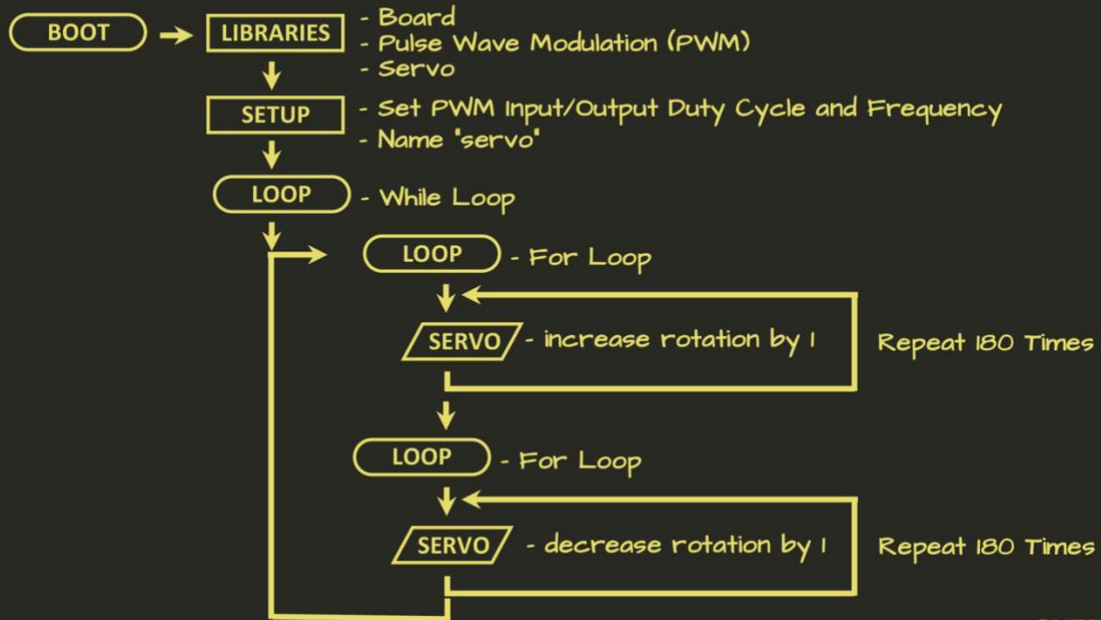 BOOT
LIBRARIES
- Board
- Pulse Wave Modulation (PWM)
- Servo
SETUP
- Set PWM Input/Output Duty Cycle and Frequency
- Name "servo"
LOOP - While Loop
LOOP - For Loop
SERVO - increase rotation by 1
Repeat 180 Times
LOOP - For Loop
SERVO - decrease rotation by 1
Repeat 180 Times